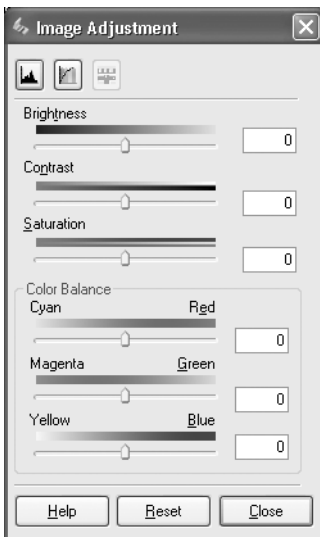 Image Adjustment
Brightness
0
Contrast
0
Saturation
0
Color Balance
Cyan Red
0
Magenta Green
0
Yellow Blue
0
Help Reset Close